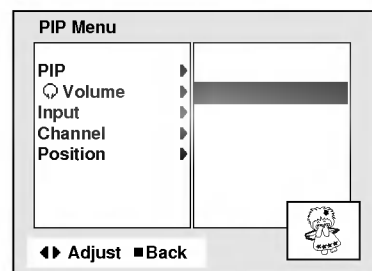 PIP Menu
PIP
Volume
Input
Channel
Position
Adjust Back